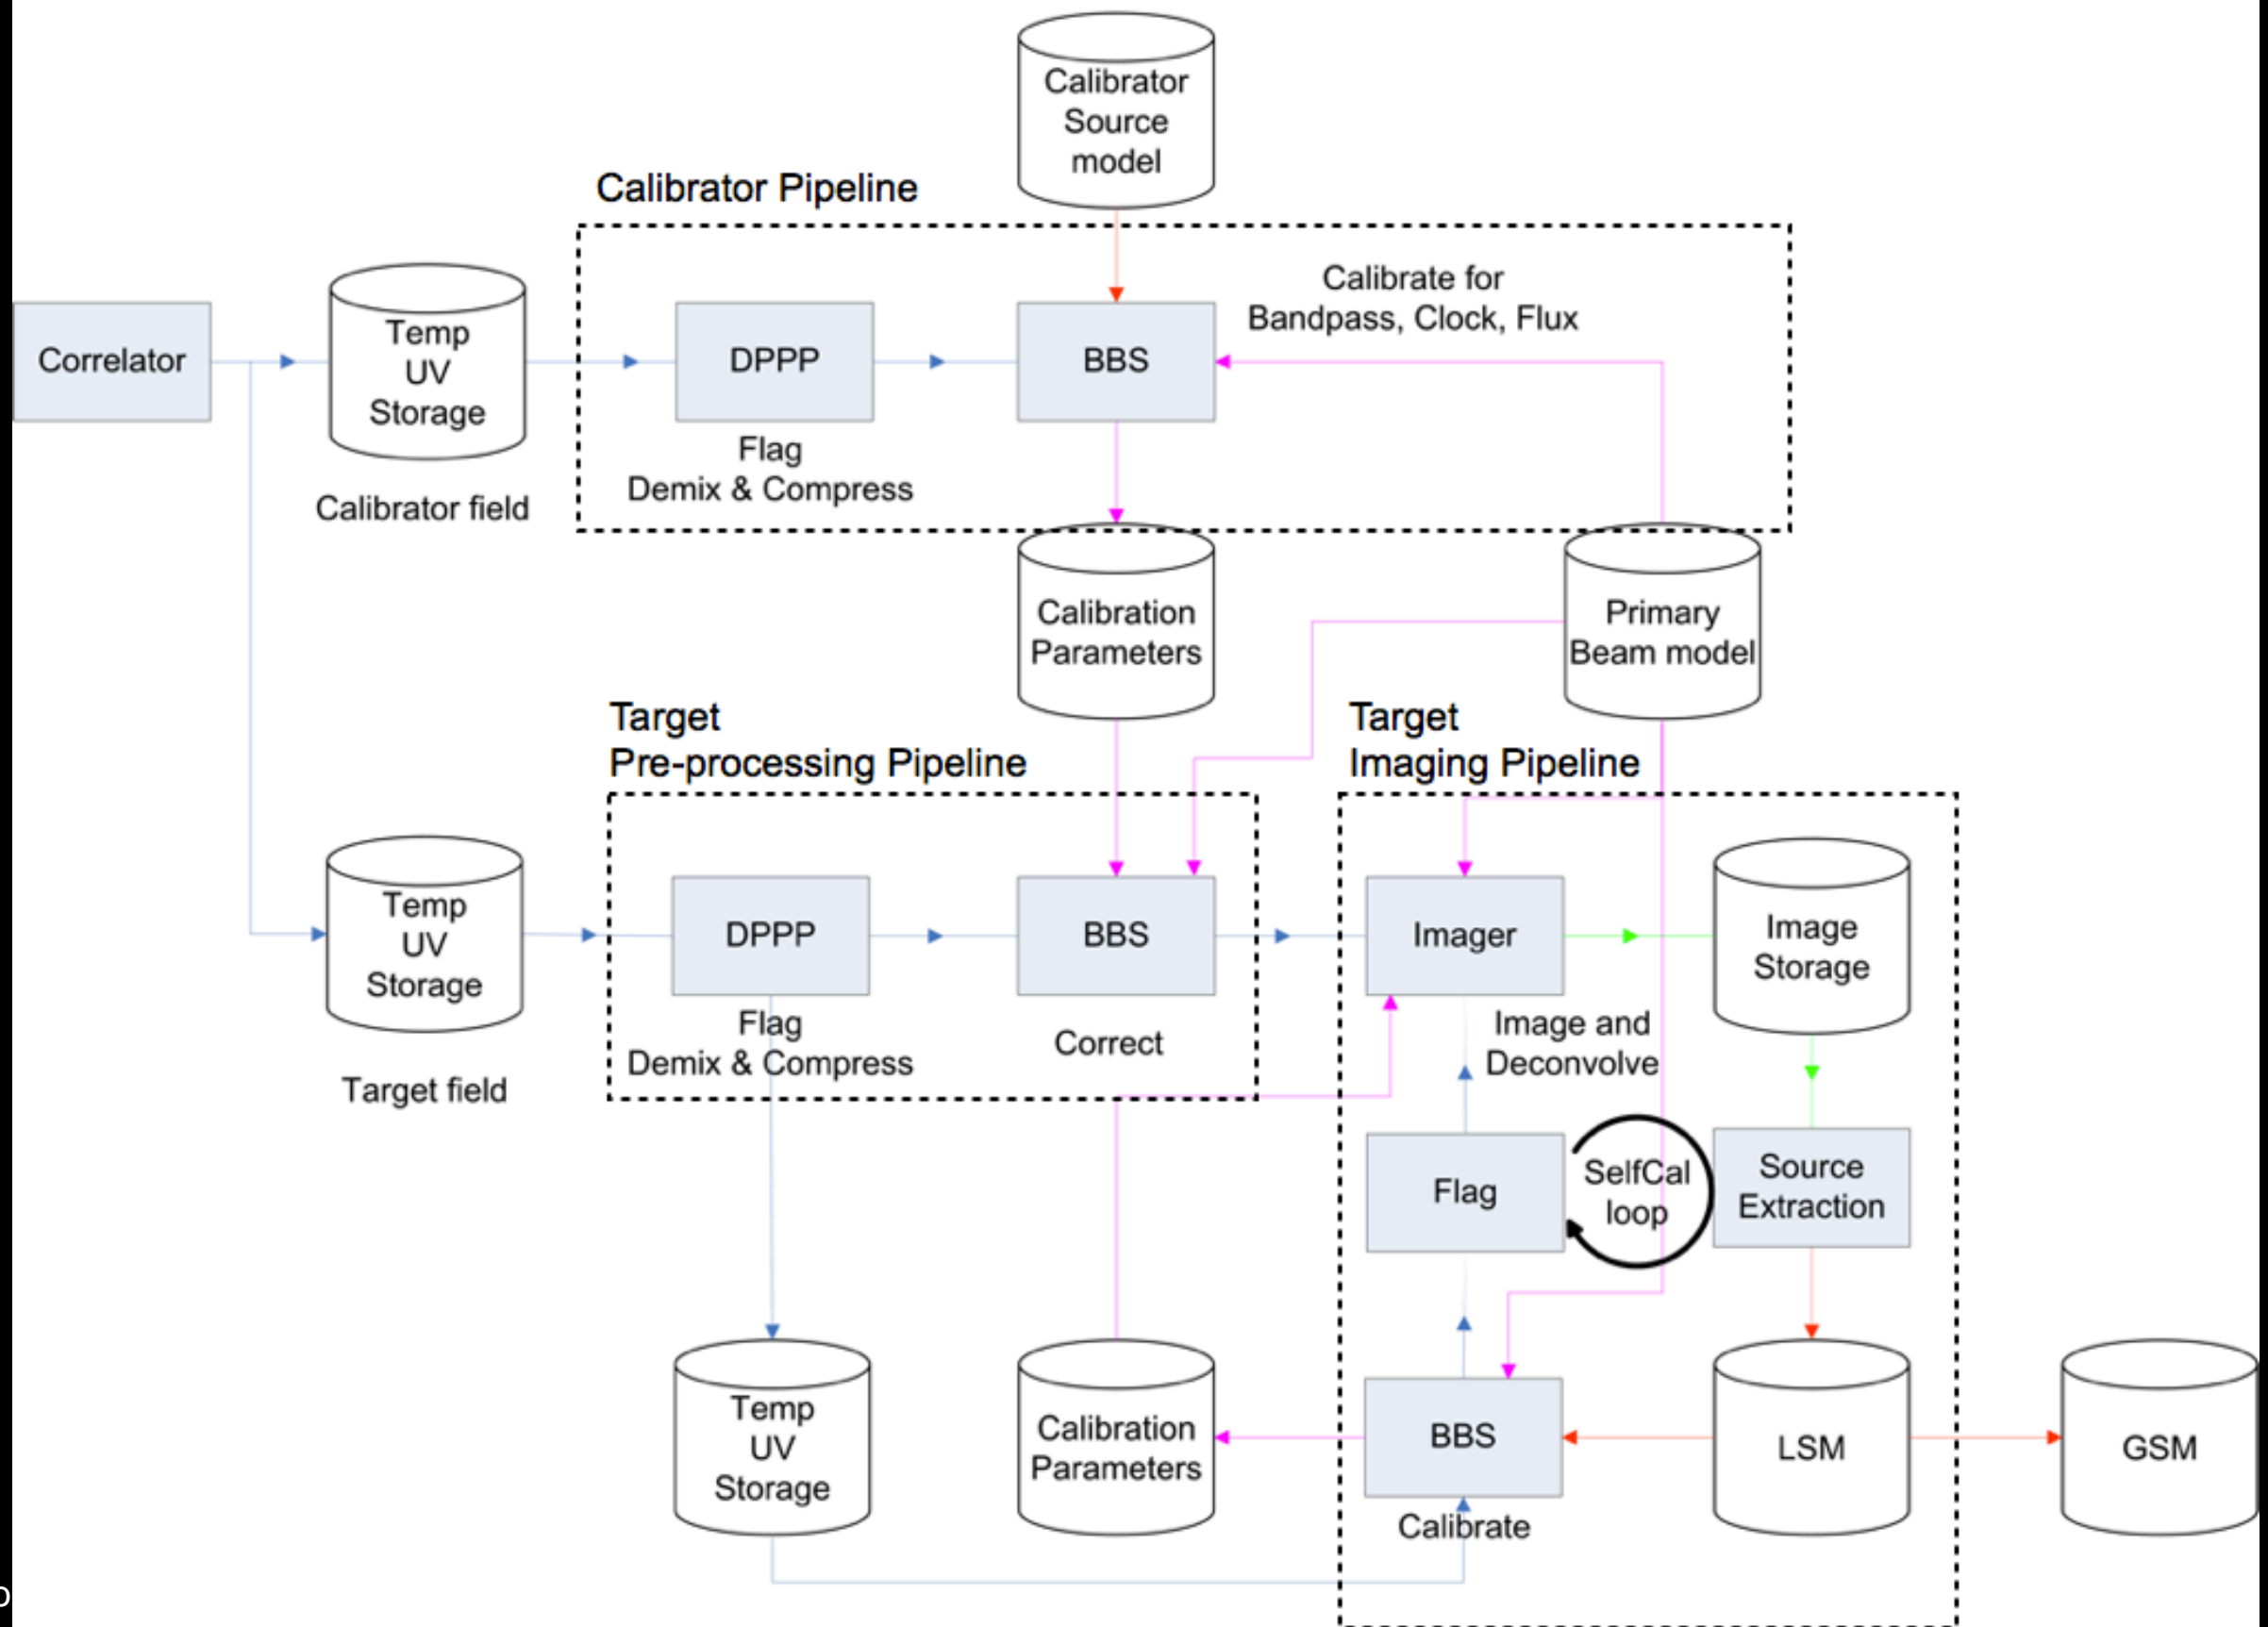 Calibrator
Source
model
Calibrator Pipeline
Calibrate for
Bandpass, Clock, Flux
Correlator
Temp
UV
Storage
DPPP
BBS
Flag
Demix & Compress
Calibrator field
Calibration
Parameters
Primary
Beam model
Target
Pre-processing Pipeline
Target
Imaging Pipeline
Temp
UV
Storage
DPPP
BBS
Imager
Image
Storage
Flag
Demix & Compress
Correct
Image and
Deconvolve
Target field
Flag
SelfCal
loop
Source
Extraction
Temp
UV
Storage
Calibration
Parameters
BBS
LSM
GSM
Calibrate